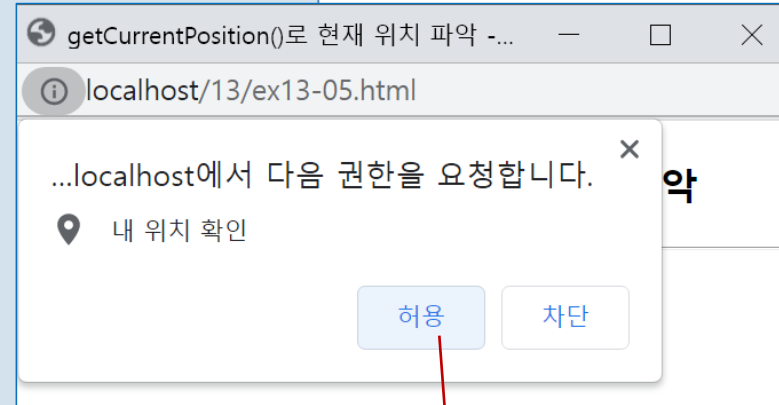 getCurrentPosition()로 현재 위치 파악 -...
localhost/13/ex13-05.html
...localhost에서 다음 권한을 요청합니다.
악
내 위치 확인
허용
차단